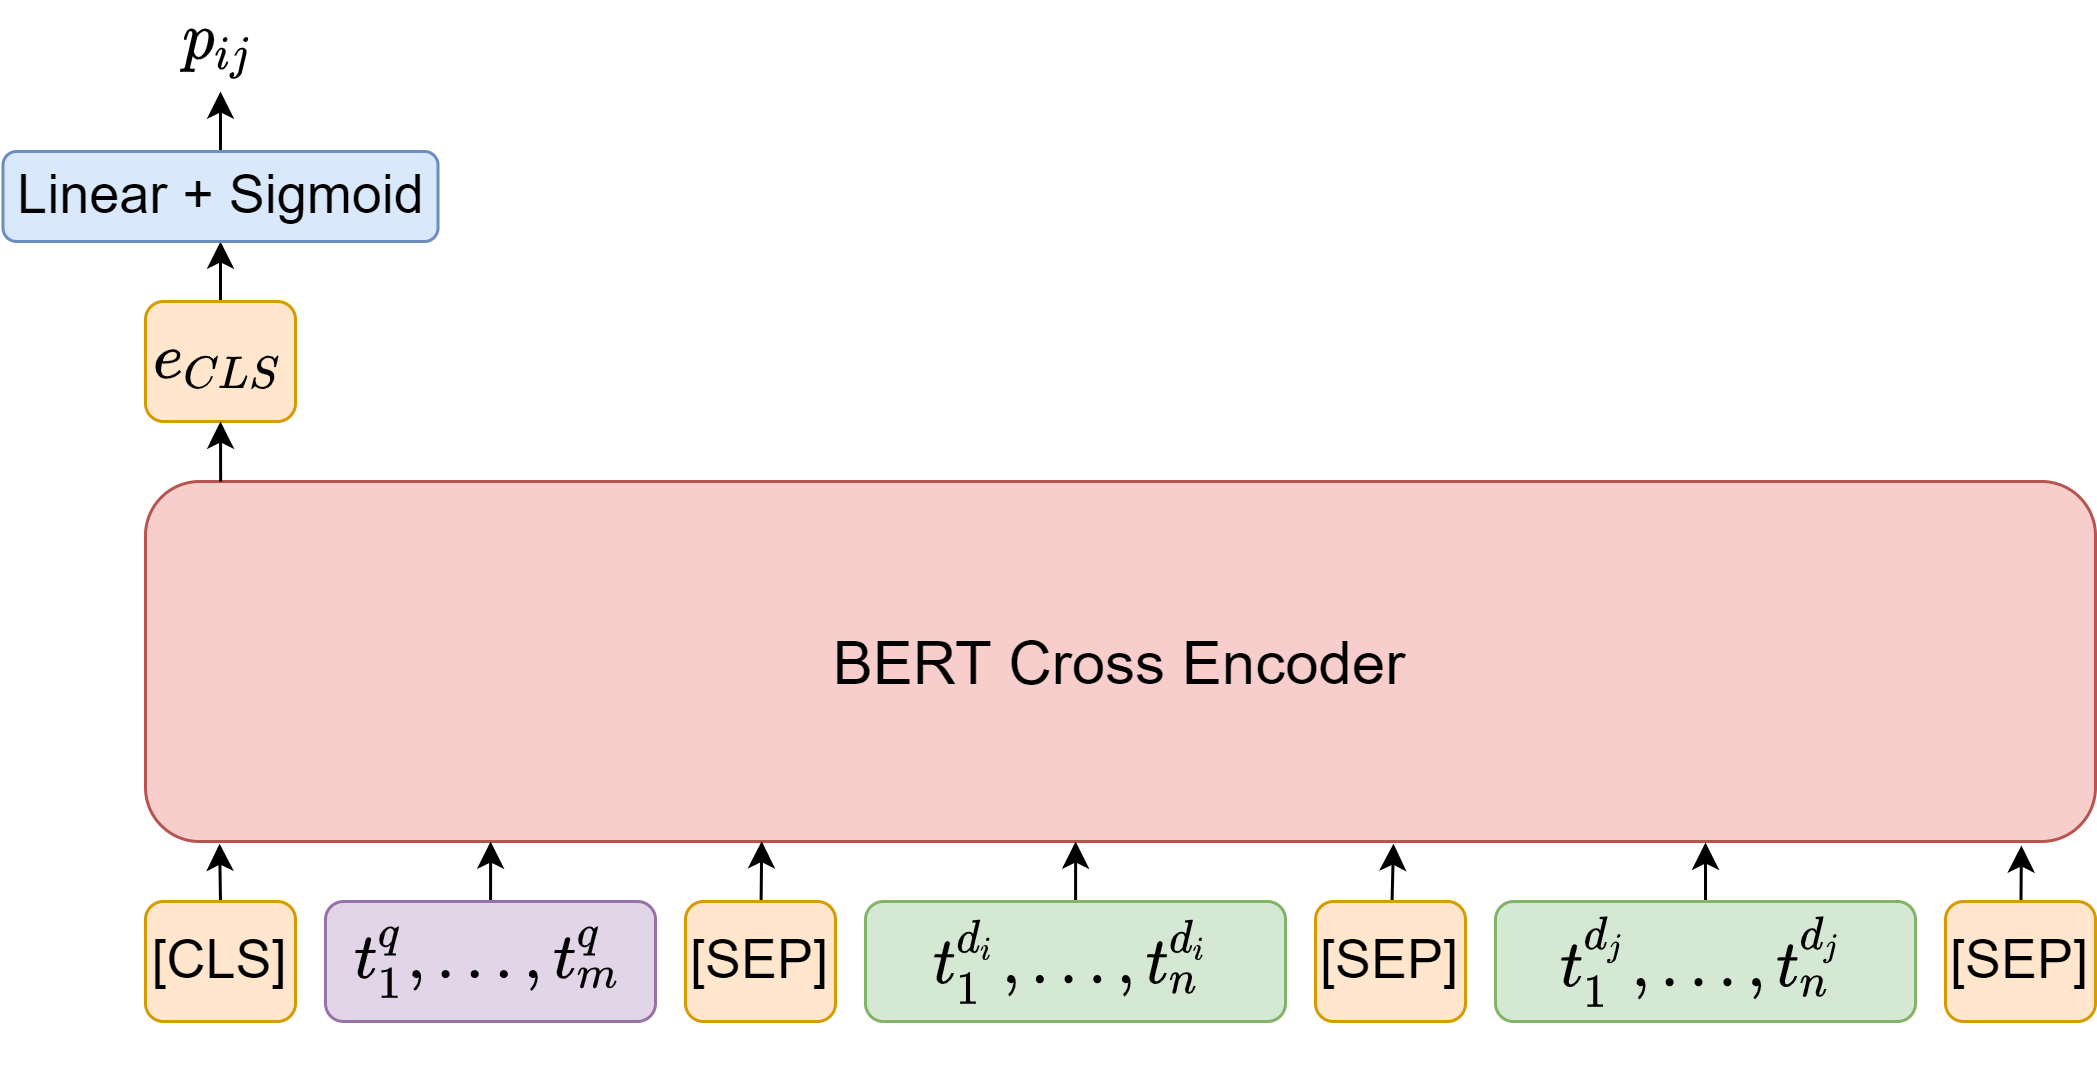 $p_{ij}$
Linear + Sigmoid
$e_{CLS}$
BERT Cross Encoder
[CLS] $t_1^q, \ldots, t_m^q$ [SEP] $t_1^{d_i}, \ldots, t_n^{d_i}$ [SEP] $t_1^{d_j}, \ldots, t_n^{d_j}$ [SEP]